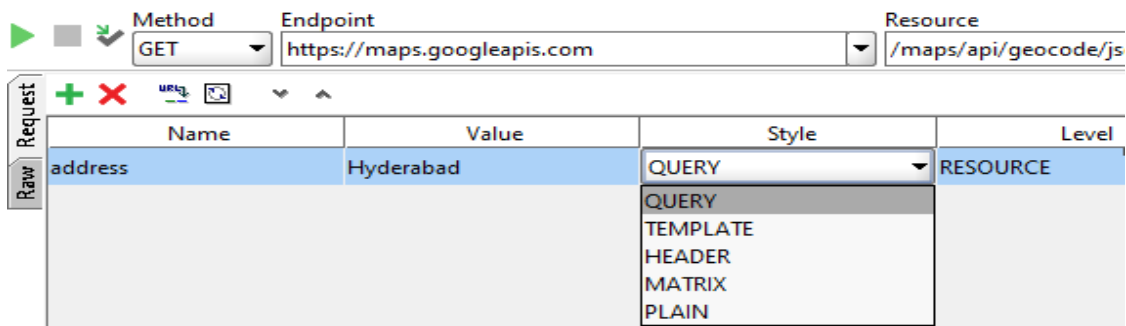 Method Endpoint Resource
GET https://maps.googleapis.com /maps/api/geocode/js
Request
Raw
Name Value Style Level
address Hyderabad QUERY RESOURCE
QUERY
TEMPLATE
HEADER
MATRIX
PLAIN